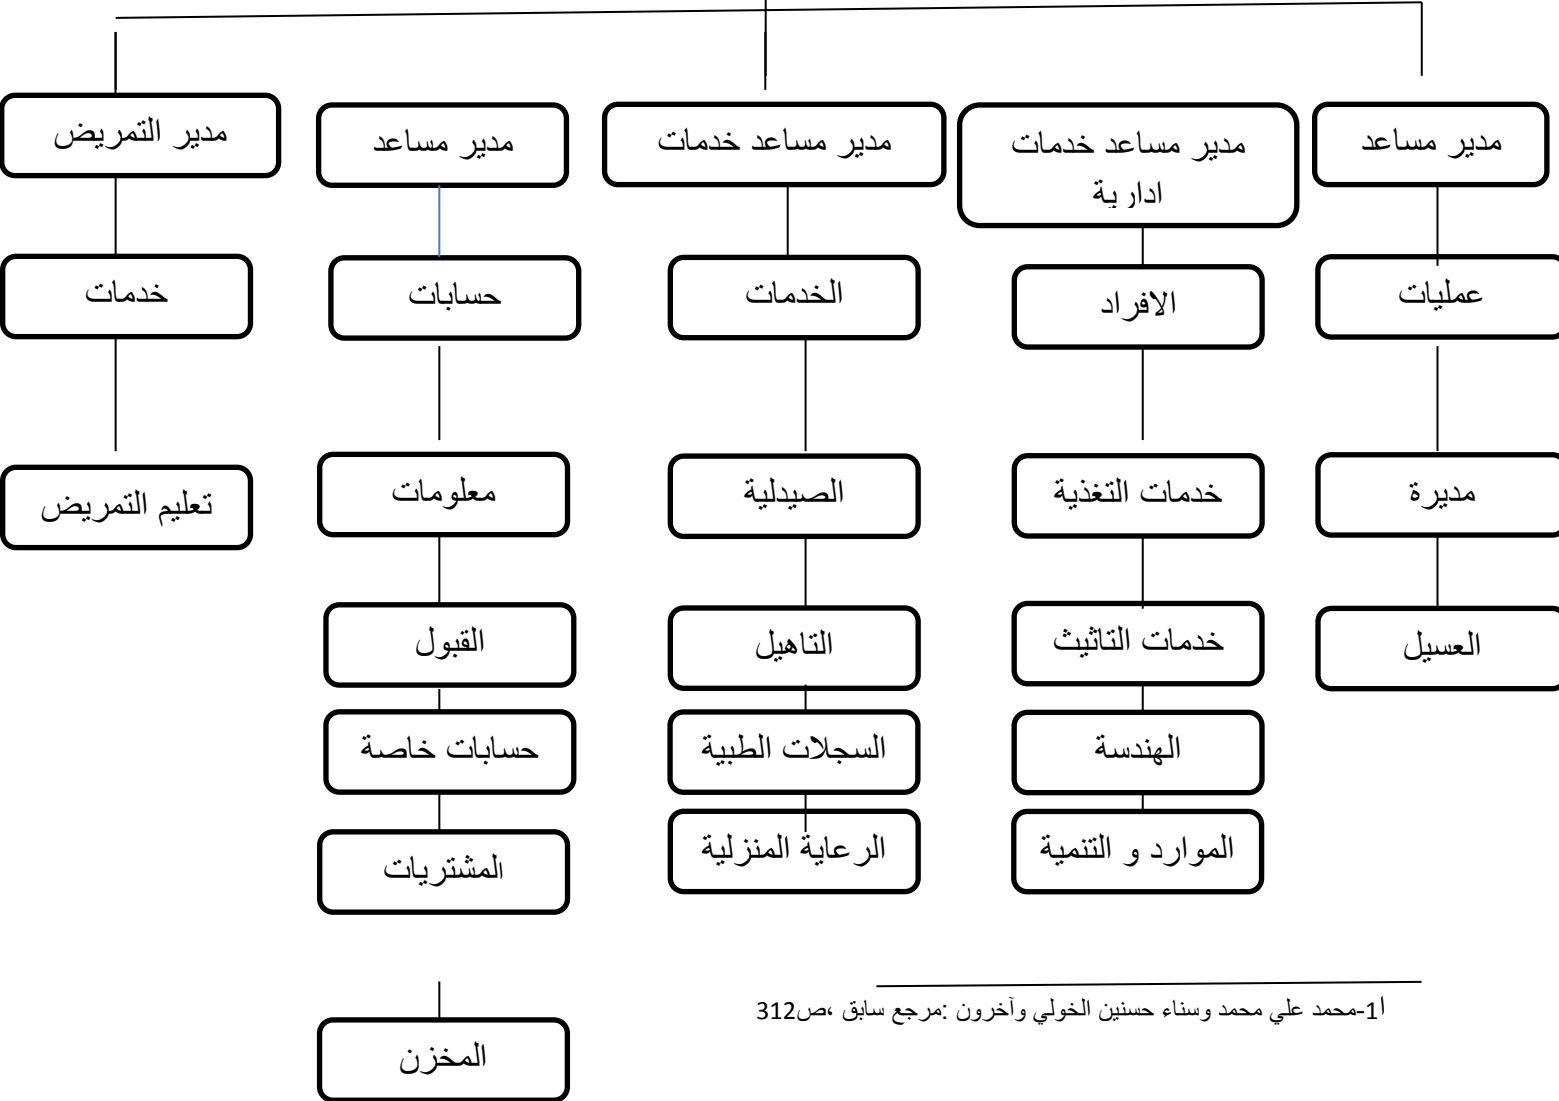 مدير مساعد
مدير مساعد خدمات
ادارية
مدير مساعد خدمات
مدير مساعد
مدير التمريض
عمليات
الافراد
الخدمات
حسابات
خدمات
مديرة
خدمات التغذية
الصيدلية
معلومات
تعليم التمريض
العسيل
خدمات التاثيث
التاهيل
القبول
الهندسة
السجلات الطبية
حسابات خاصة
الموارد و التنمية
الرعاية المنزلية
المشتريات
المخزن
ا1-محمد علي محمد وسناء حسنين الخولي وآخرون :مرجع سابق ،ص312